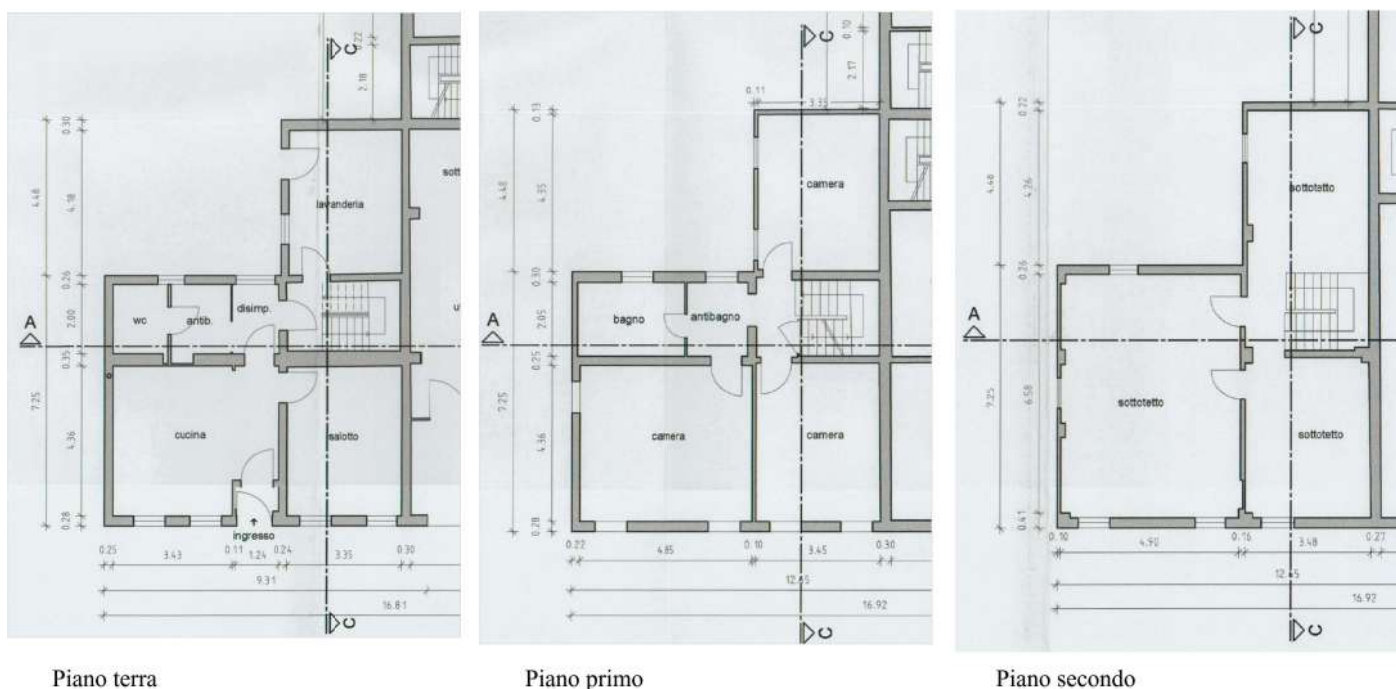 C
0.22
2.18
0.30
4.48
4.18
lavanderia
0.26
wc
antib.
disimp.
2.00
A
0.35
7.25
4.36
cucina
salotto
0.28
ingresso
0.25
3.43
0.11
1.24
0.24
3.35
0.30
9.31
16.81
C
Piano terra
C
0.10
2.17
0.11
3.35
0.13
4.48
4.35
camera
0.30
bagno
antibagno
2.05
A
0.25
7.25
4.36
camera
camera
0.28
0.22
4.85
0.10
3.45
0.30
16.92
C
Piano primo
C
0.22
4.48
4.26
sottotetto
0.26
A
7.25
6.58
sottotetto
sottotetto
0.41
0.10
4.90
0.16
3.48
0.27
16.92
C
Piano secondo